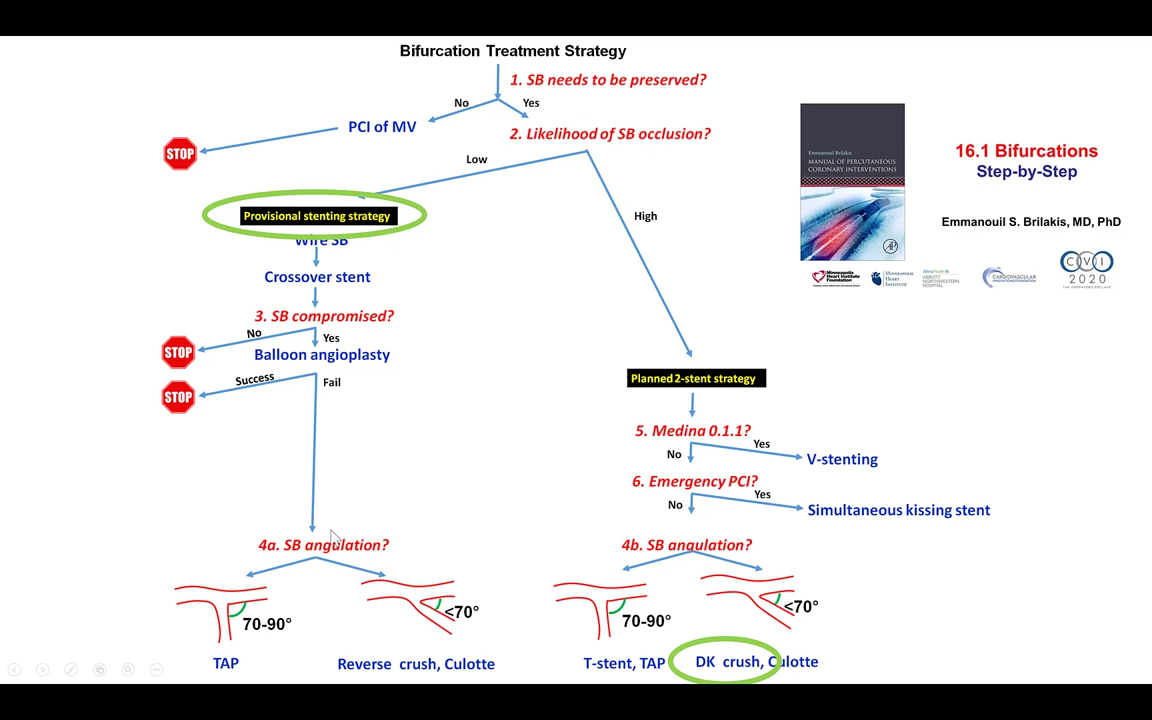 Bifurcation Treatment Strategy
1. SB needs to be preserved?
No
Yes
PCI of MV
STOP
2. Likelihood of SB occlusion?
Low
High
Provisional stenting strategy
Wire SB
Crossover stent
3. SB compromised?
No
Yes
STOP
Balloon angioplasty
Success
Fail
STOP
4a. SB angulation?
70-90°
<70°
TAP
Reverse crush, Culotte
Planned 2-stent strategy
5. Medina 0.1.1?
Yes
No
V-stenting
6. Emergency PCI?
Yes
No
Simultaneous kissing stent
4b. SB angulation?
70-90°
<70°
T-stent, TAP
DK crush, Culotte
Emmanouil Brilakis
MANUAL OF PERCUTANEOUS
CORONARY INTERVENTIONS
16.1 Bifurcations
Step-by-Step
Emmanouil S. Brilakis, MD, PhD
Minneapolis
Heart Institute
Foundation
MINNEAPOLIS
HEART
INSTITUTE
ABBOTT
NORTHWESTERN
HOSPITAL
CARDIOVASCULAR
INNOVATIONS FOUNDATION
CVI
2020